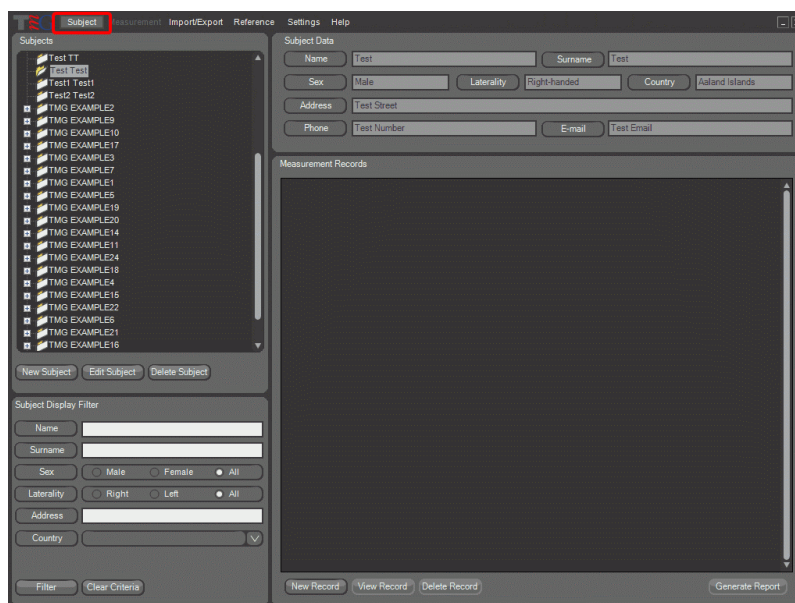 Subject Measurement Import/Export Reference Settings Help
Subjects
Test TT
Test Test
Test1 Test1
Test2 Test2
TMG EXAMPLE2
TMG EXAMPLE9
TMG EXAMPLE10
TMG EXAMPLE17
TMG EXAMPLE3
TMG EXAMPLE7
TMG EXAMPLE1
TMG EXAMPLE5
TMG EXAMPLE19
TMG EXAMPLE20
TMG EXAMPLE14
TMG EXAMPLE11
TMG EXAMPLE24
TMG EXAMPLE18
TMG EXAMPLE4
TMG EXAMPLE15
TMG EXAMPLE22
TMG EXAMPLE6
TMG EXAMPLE21
TMG EXAMPLE16
New Subject Edit Subject Delete Subject
Subject Display Filter
Name
Surname
Sex Male Female All
Laterality Right Left All
Address
Country
Filter Clear Criteria
Subject Data
Name Test Surname Test
Sex Male Laterality Right-handed Country Aaland Islands
Address Test Street
Phone Test Number E-mail Test Email
Measurement Records
New Record View Record Delete Record Generate Report